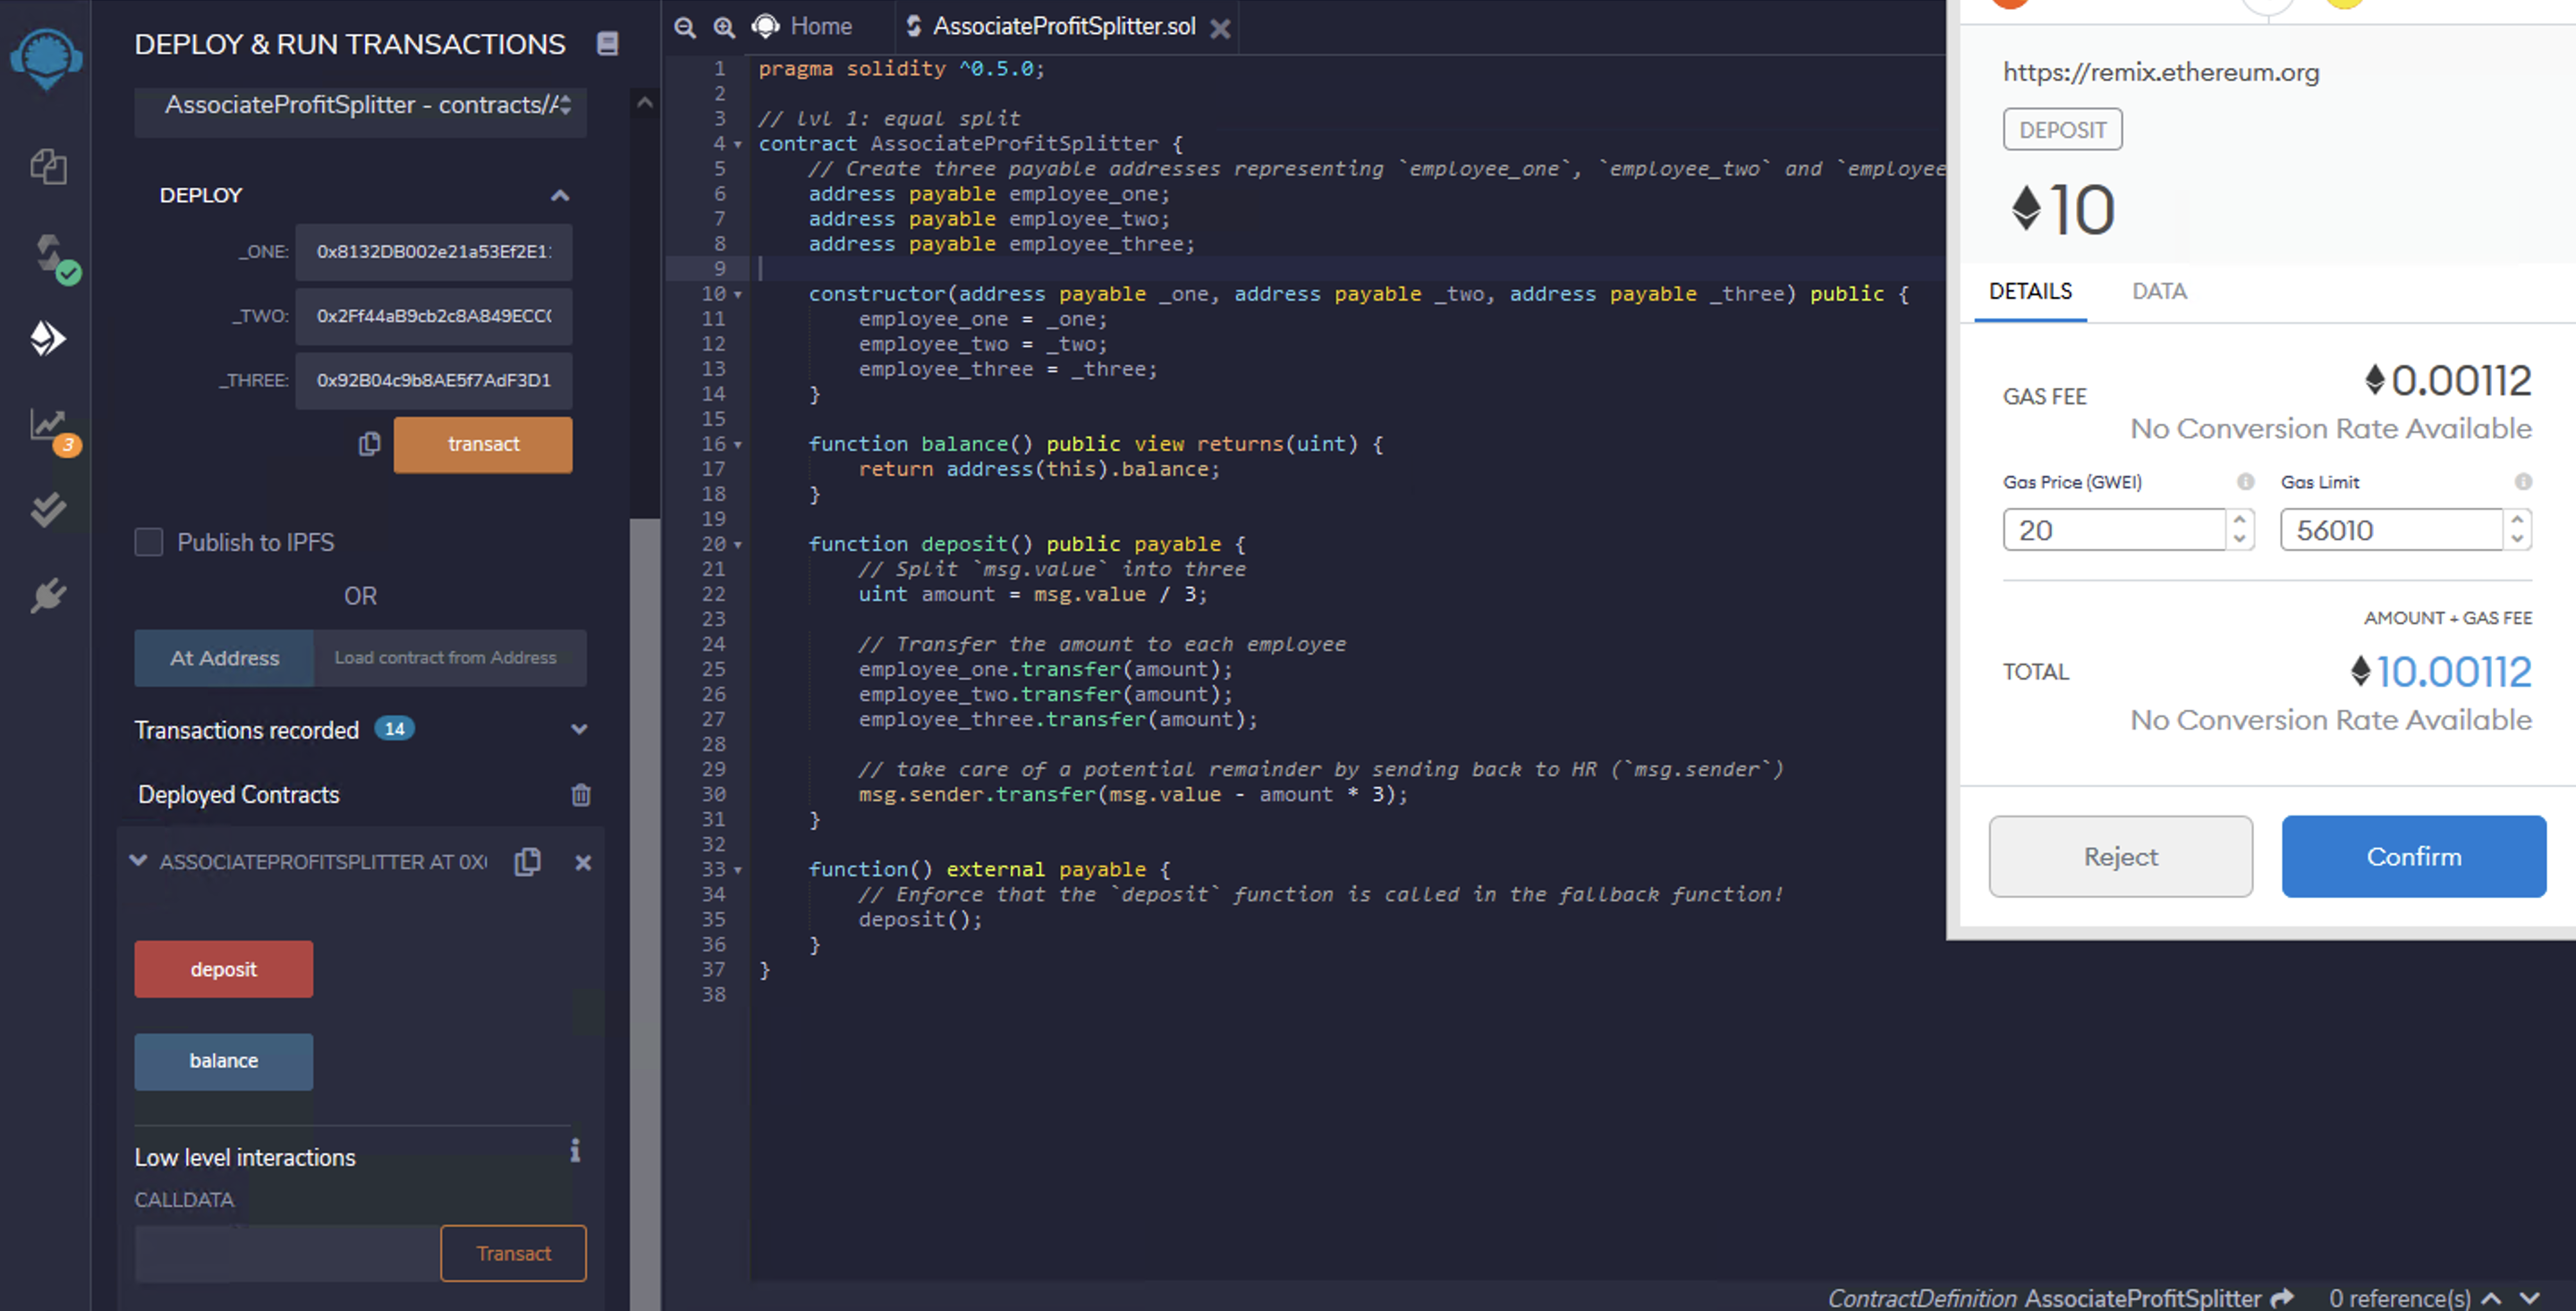 DEPLOY & RUN TRANSACTIONS
AssociateProfitSplitter - contracts/A
DEPLOY
_ONE: 0x8132DB002e21a53Ef2E1:
_TWO: 0x2Ff44aB9cb2c8A849ECC(
_THREE: 0x92B04c9b8AE5f7AdF3D1
transact
3
Publish to IPFS
OR
At Address Load contract from Address
Transactions recorded 14
Deployed Contracts
ASSOCIATEPROFITSPLITTER AT 0X(
deposit
balance
Low level interactions
CALLDATA
Transact
Home AssociateProfitSplitter.sol
1 pragma solidity ^0.5.0;
2
3 // lvl 1: equal split
4 contract AssociateProfitSplitter {
5 // Create three payable addresses representing `employee_one`, `employee_two` and `employee
6 address payable employee_one;
7 address payable employee_two;
8 address payable employee_three;
9
10 constructor(address payable _one, address payable _two, address payable _three) public {
11 employee_one = _one;
12 employee_two = _two;
13 employee_three = _three;
14 }
15
16 function balance() public view returns(uint) {
17 return address(this).balance;
18 }
19
20 function deposit() public payable {
21 // Split `msg.value` into three
22 uint amount = msg.value / 3;
23
24 // Transfer the amount to each employee
25 employee_one.transfer(amount);
26 employee_two.transfer(amount);
27 employee_three.transfer(amount);
28
29 // take care of a potential remainder by sending back to HR (`msg.sender`)
30 msg.sender.transfer(msg.value - amount * 3);
31 }
32
33 function() external payable {
34 // Enforce that the `deposit` function is called in the fallback function!
35 deposit();
36 }
37 }
38
ContractDefinition AssociateProfitSplitter 0 reference(s)
https://remix.ethereum.org
DEPOSIT
10
DETAILS DATA
GAS FEE 0.00112
No Conversion Rate Available
Gas Price (GWEI) Gas Limit
20 56010
AMOUNT + GAS FEE
TOTAL 10.00112
No Conversion Rate Available
Reject Confirm